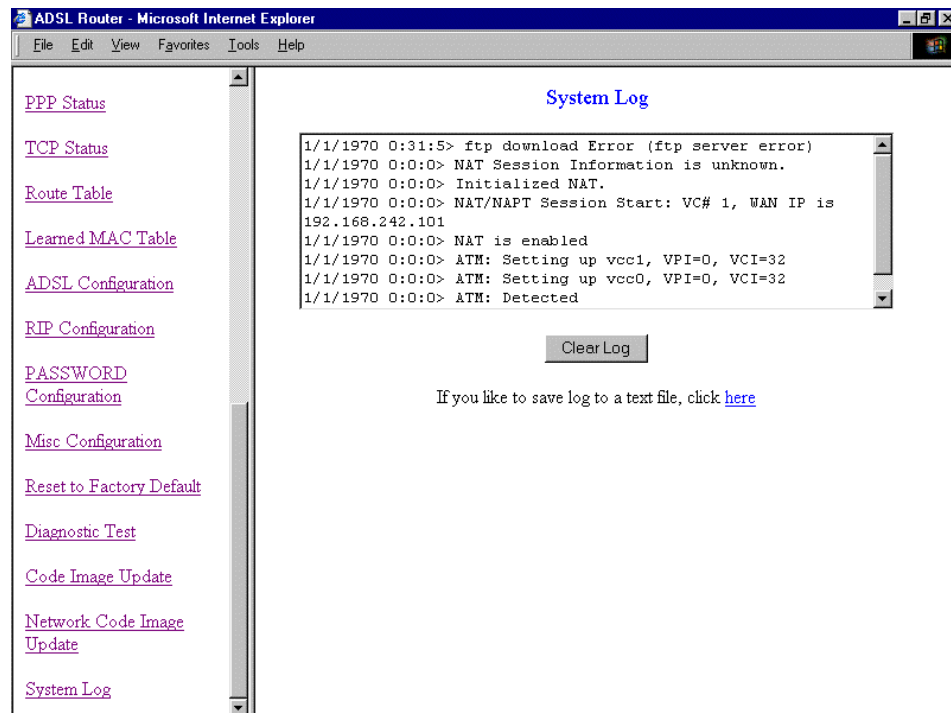 ADSL Router - Microsoft Internet Explorer
File Edit View Favorites Tools Help
PPP Status
TCP Status
Route Table
Learned MAC Table
ADSL Configuration
RIP Configuration
PASSWORD
Configuration
Misc Configuration
Reset to Factory Default
Diagnostic Test
Code Image Update
Network Code Image
Update
System Log
System Log
1/1/1970 0:31:5> ftp download Error (ftp server error)
1/1/1970 0:0:0> NAT Session Information is unknown.
1/1/1970 0:0:0> Initialized NAT.
1/1/1970 0:0:0> NAT/NAPT Session Start: VC# 1, WAN IP is
192.168.242.101
1/1/1970 0:0:0> NAT is enabled
1/1/1970 0:0:0> ATM: Setting up vcc1, VPI=0, VCI=32
1/1/1970 0:0:0> ATM: Setting up vcc0, VPI=0, VCI=32
1/1/1970 0:0:0> ATM: Detected
Clear Log
If you like to save log to a text file, click here